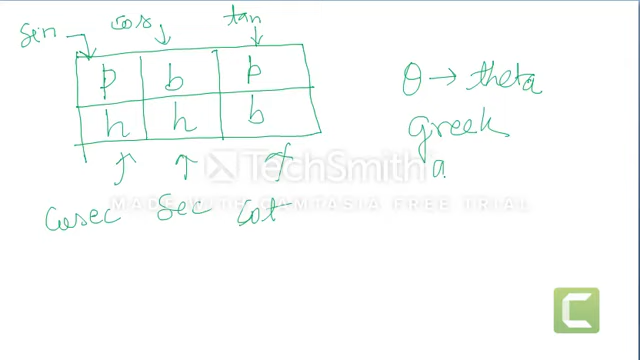 sin cos tan
p b p
h h b
cosec sec cot
θ → theta
greek
a
TechSmith
MADE WITH CAMTASIA FREE TRIAL
C